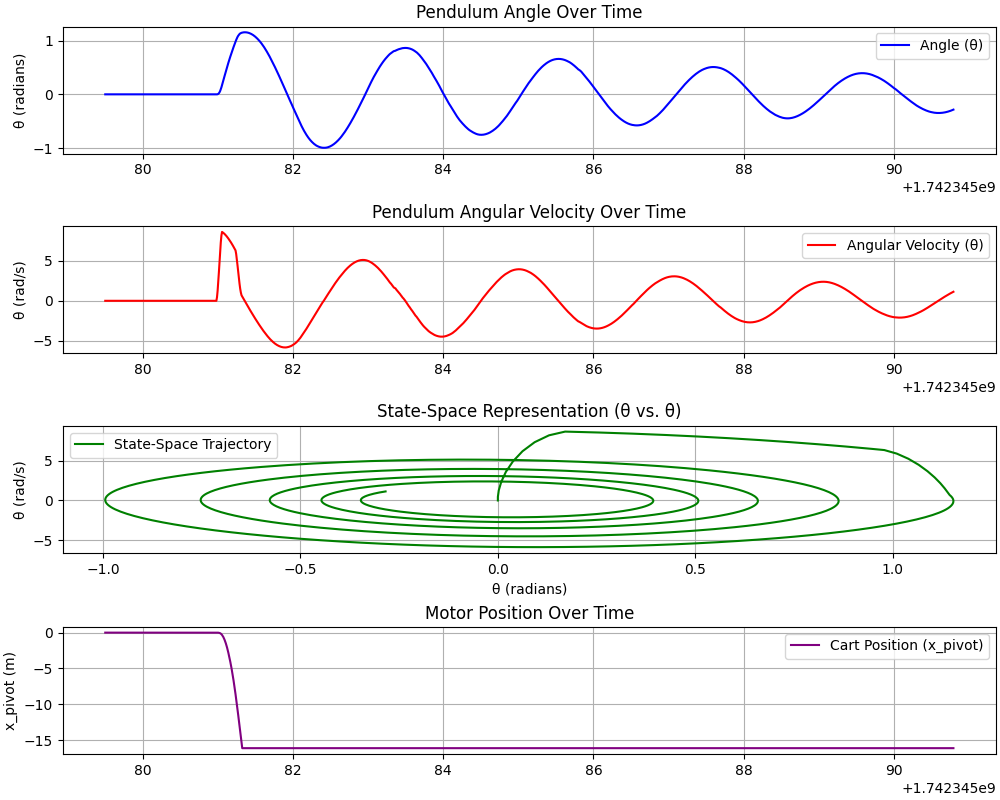 Pendulum Angle Over Time
θ (radians)
1
0
−1
Angle (θ)
80 82 84 86 88 90
+1.742345e9
Pendulum Angular Velocity Over Time
θ (rad/s)
5
0
−5
Angular Velocity (θ)
80 82 84 86 88 90
+1.742345e9
State-Space Representation (θ vs. θ)
θ (rad/s)
5
0
−5
State-Space Trajectory
−1.0 −0.5 0.0 0.5 1.0
θ (radians)
Motor Position Over Time
x_pivot (m)
0
−5
−10
−15
Cart Position (x_pivot)
80 82 84 86 88 90
+1.742345e9